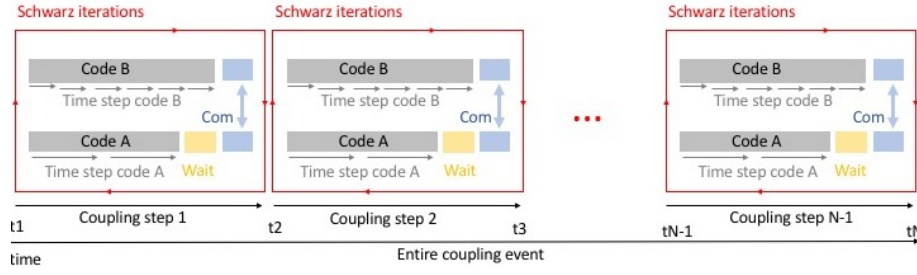 Schwarz iterations
Schwarz iterations
Schwarz iterations
Code B
Code B
Code B
Time step code B
Time step code B
Time step code B
Com
Com
Com
...
Code A
Code A
Code A
Time step code A
Wait
Time step code A
Wait
Time step code A
Wait
t1
Coupling step 1
t2
Coupling step 2
t3
tN-1
Coupling step N-1
tN
time
Entire coupling event